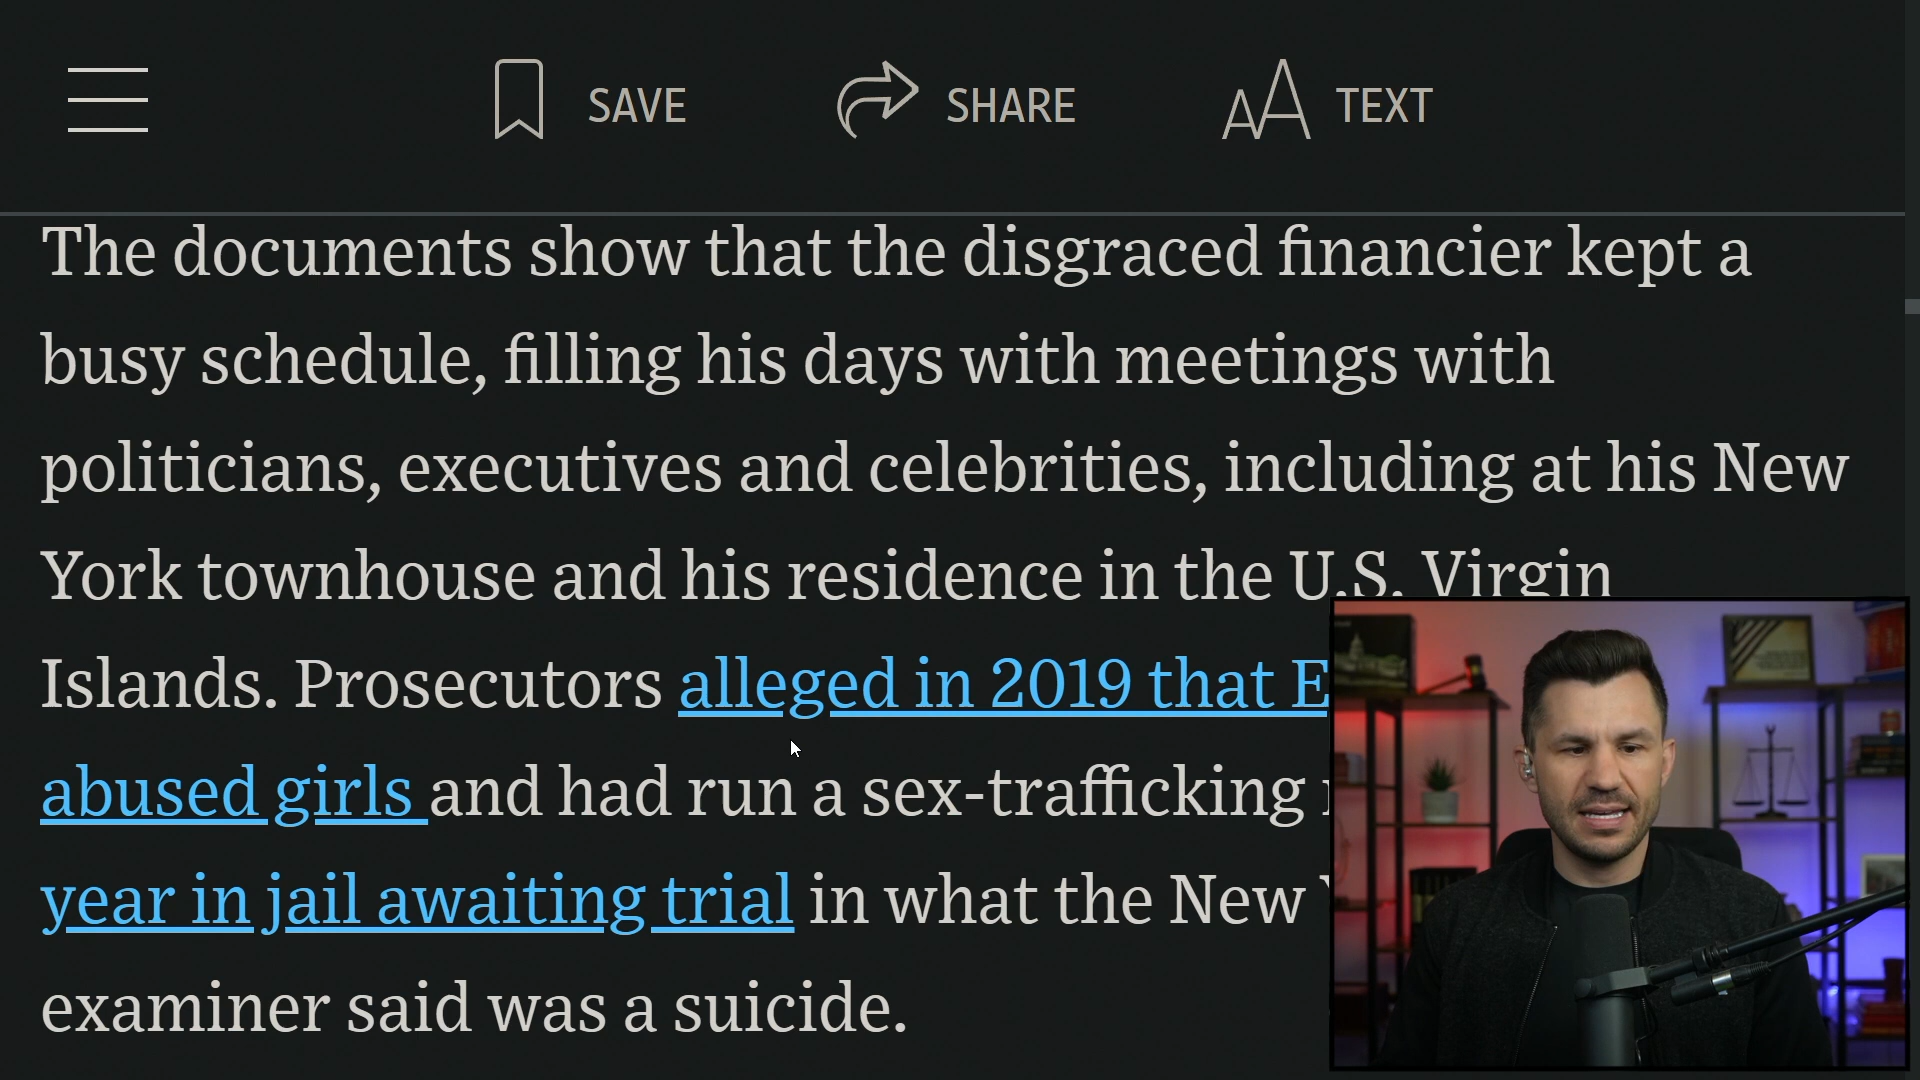 SAVE SHARE TEXT
The documents show that the disgraced financier kept a
busy schedule, filling his days with meetings with
politicians, executives and celebrities, including at his New
York townhouse and his residence in the U.S. Virgin
Islands. Prosecutors alleged in 2019 that
abused girls and had run a sex-trafficking
year in jail awaiting trial in what the New
examiner said was a suicide.